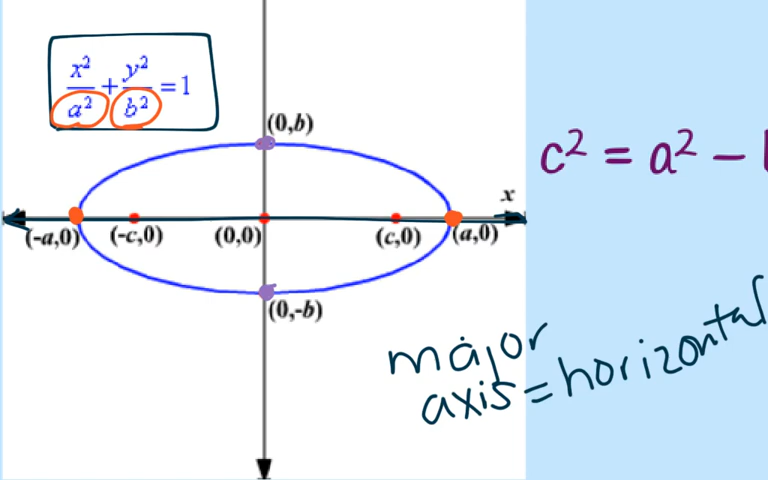 x²/a² + y²/b² = 1
(0,b)
c² = a² –
x
(-a,0) (-c,0) (0,0) (c,0) (a,0)
(0,-b)
major
axis = horizontal